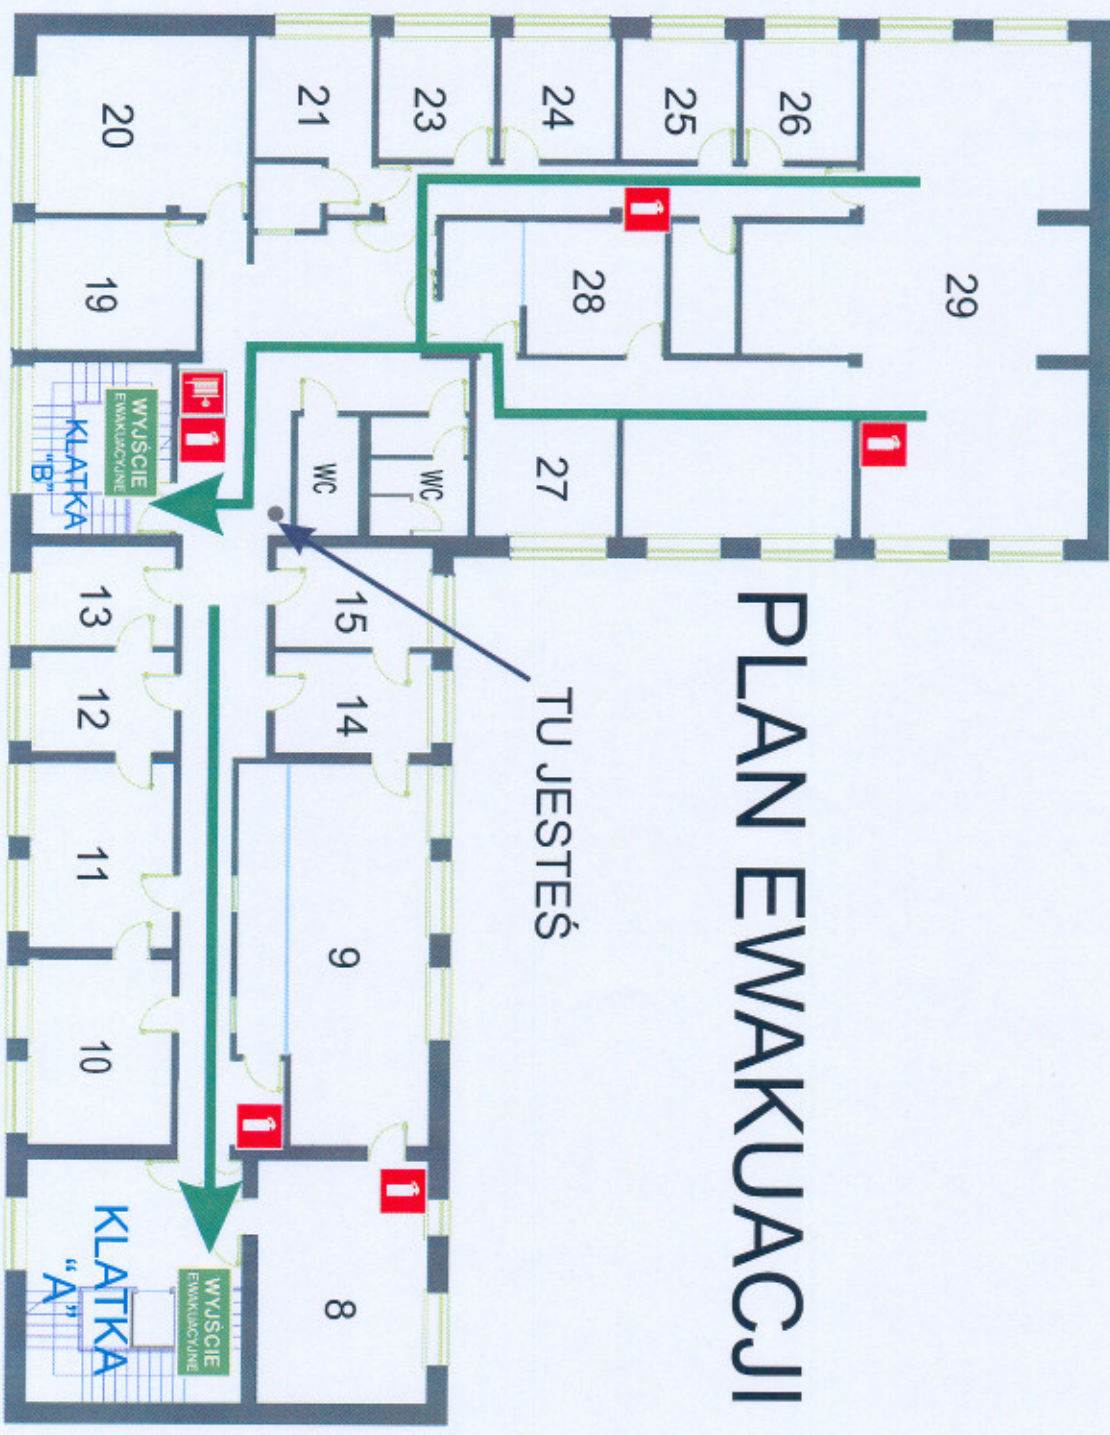 PLAN EWAKUACJI
29
26
25
24
23
21
20
28
27
19
WC
WC
TU JESTEŚ
15
14
9
8
WYJŚCIE
EWAKUACYJNE
KLATKA
"B"
13
12
11
10
WYJŚCIE
EWAKUACYJNE
KLATKA
“A”